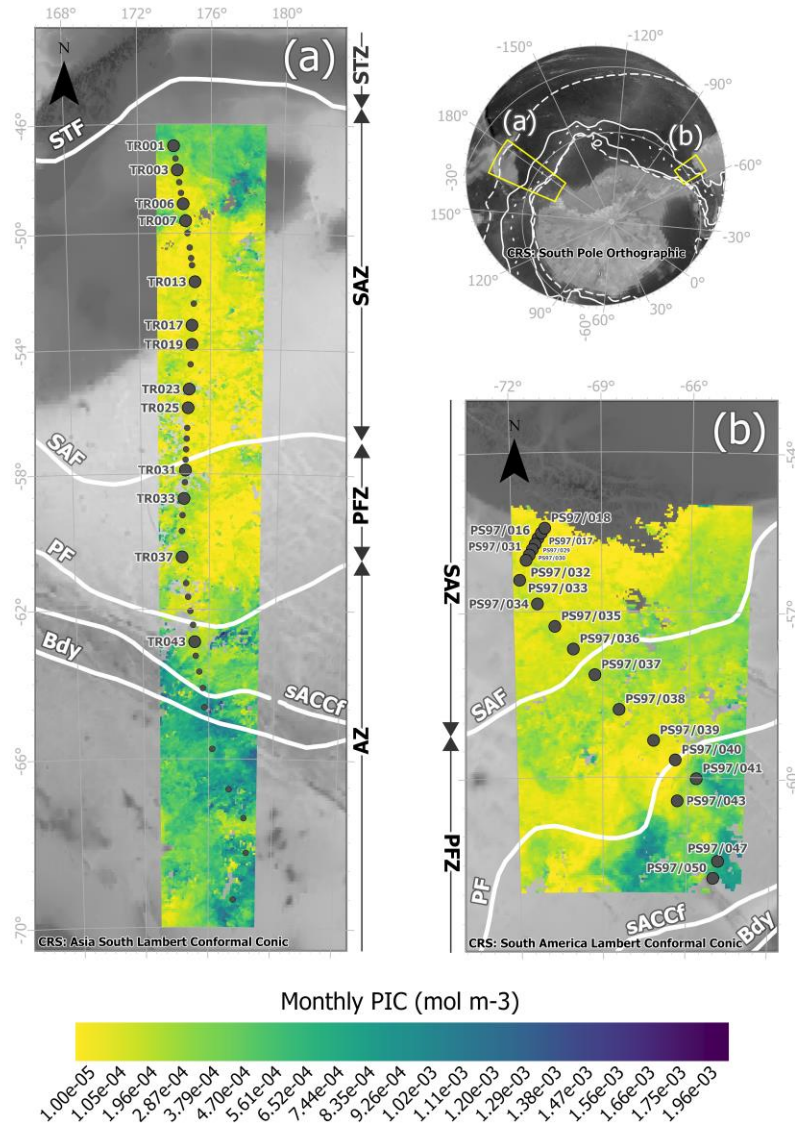 168°
172°
176°
180°
N
(a)
STZ
STF
-46°
TR001
TR003
TR006
TR007
-50°
TR013
SAZ
TR017
TR019
-54°
TR023
TR025
SAF
TR031
-58°
TR033
PFZ
PF
TR037
-62°
TR043
Bdy
sACCf
AZ
-66°
-70°
CRS: Asia South Lambert Conformal Conic
-150°
-120°
-90°
180°
(a)
(b)
-60°
-30°
150°
-30°
CRS: South Pole Orthographic
120°
0°
90°
-60°
60°
30°
-72°
-69°
-66°
N
(b)
-54°
PS97/016
PS97/018
PS97/017
PS97/031
PS97/029
PS97/030
PS97/032
PS97/033
SAZ
PS97/034
-57°
PS97/035
PS97/036
PS97/037
SAF
PS97/038
PS97/039
PS97/040
PS97/041
-60°
PS97/043
PFZ
PS97/047
PS97/050
PF
sACCf
Bdy
CRS: South America Lambert Conformal Conic
Monthly PIC (mol m-3)
1.00e-05
1.05e-04
1.96e-04
2.87e-04
3.79e-04
4.70e-04
5.61e-04
6.52e-04
7.44e-04
8.35e-04
9.26e-04
1.02e-03
1.11e-03
1.20e-03
1.29e-03
1.38e-03
1.47e-03
1.56e-03
1.66e-03
1.75e-03
1.96e-03